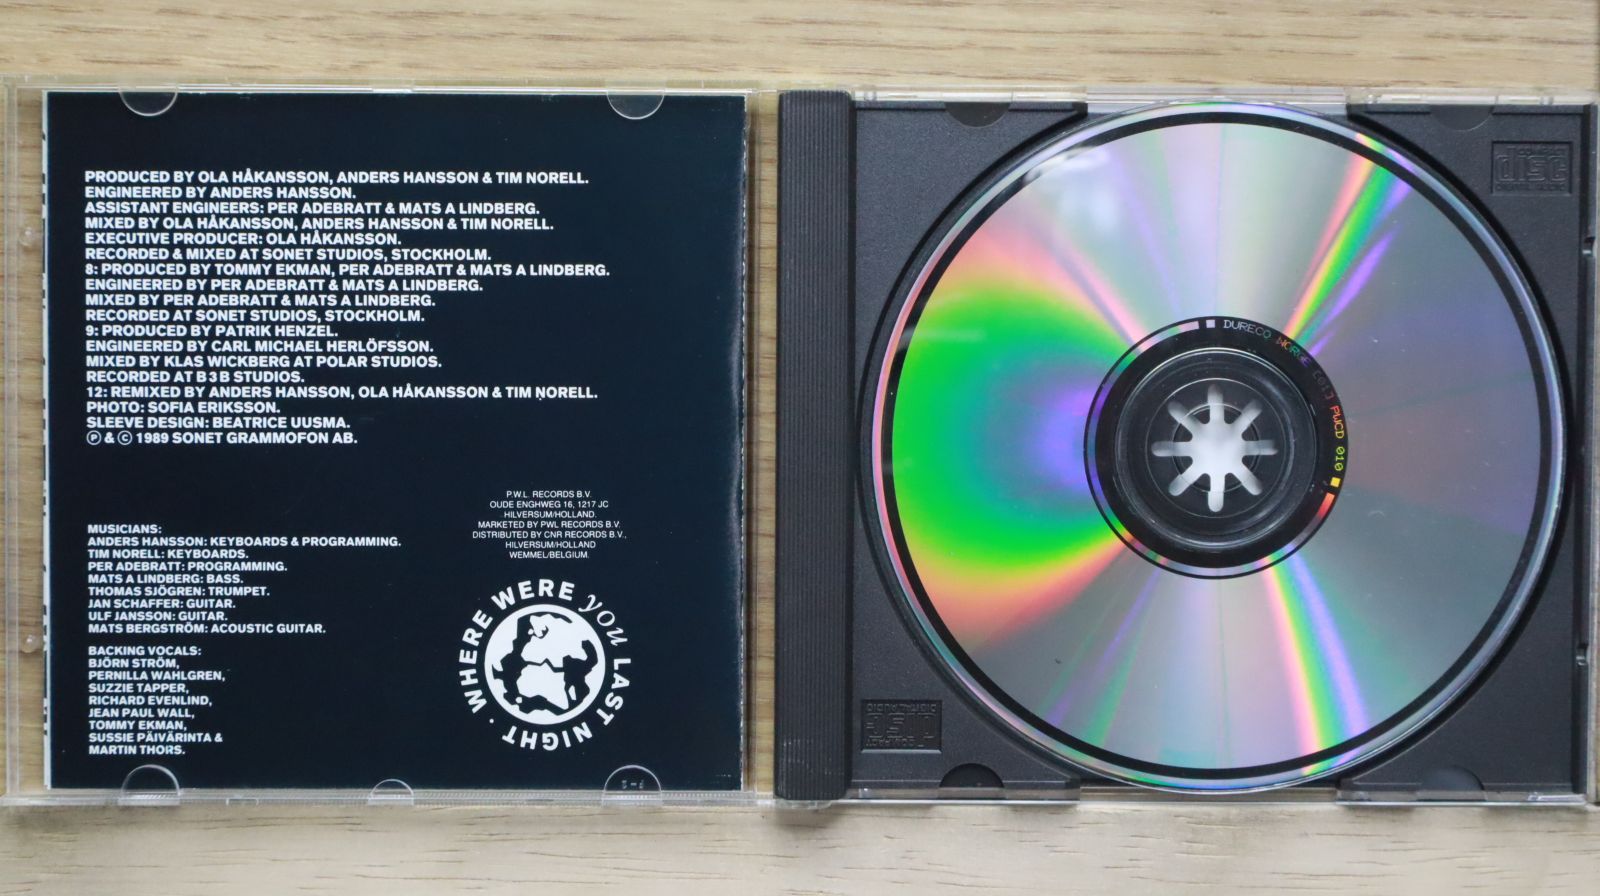 PRODUCED BY OLA HÅKANSSON, ANDERS HANSSON & TIM NORELL.
ENGINEERED BY ANDERS HANSSON.
ASSISTANT ENGINEERS: PER ADEBRATT & MATS A LINDBERG.
MIXED BY OLA HÅKANSSON, ANDERS HANSSON & TIM NORELL.
EXECUTIVE PRODUCER: OLA HÅKANSSON.
RECORDED & MIXED AT SONET STUDIOS, STOCKHOLM.
8: PRODUCED BY TOMMY EKMAN, PER ADEBRATT & MATS A LINDBERG.
ENGINEERED BY PER ADEBRATT & MATS A LINDBERG.
MIXED BY PER ADEBRATT & MATS A LINDBERG.
RECORDED AT SONET STUDIOS, STOCKHOLM.
9: PRODUCED BY PATRIK HENZEL.
ENGINEERED BY CARL MICHAEL HERLÖFSSON.
MIXED BY KLAS WICKBERG AT POLAR STUDIOS.
RECORDED AT B 3 B STUDIOS.
12: REMIXED BY ANDERS HANSSON, OLA HÅKANSSON & TIM NORELL.
PHOTO: SOFIA ERIKSSON.
SLEEVE DESIGN: BEATRICE UUSMA.
℗ & © 1989 SONET GRAMMOFON AB.
P.W.L. RECORDS B.V.
OUDE ENGHWEG 16, 1217 JC
HILVERSUM/HOLLAND.
MARKETED BY PWL RECORDS B.V.
DISTRIBUTED BY CNR RECORDS B.V.,
HILVERSUM/HOLLAND
WEMMEL/BELGIUM.
MUSICIANS:
ANDERS HANSSON: KEYBOARDS & PROGRAMMING.
TIM NORELL: KEYBOARDS.
PER ADEBRATT: PROGRAMMING.
MATS A LINDBERG: BASS.
THOMAS SJÖGREN: TRUMPET.
JAN SCHAFFER: GUITAR.
ULF JANSSON: GUITAR.
MATS BERGSTRÖM: ACOUSTIC GUITAR.
BACKING VOCALS:
BJÖRN STRÖM,
PERNILLA WAHLGREN,
SUZZIE TAPPER,
RICHARD EVENLIND,
JEAN PAUL WALL,
TOMMY EKMAN,
SUSSIE PÄIVÄRINTA &
MARTIN THORS.
WHERE WERE you LAST NIGHT ·
DURECO NORGE PWCD 010
COMPACT
disc
DIGITAL AUDIO
COMPACT
disc
DIGITAL AUDIO